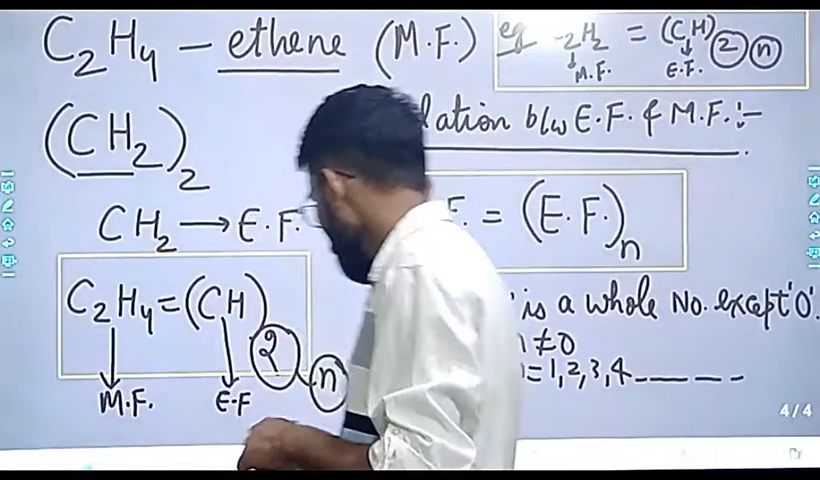 C2H4 - ethene (M.F.)
eg 2H2 = (CH) 2 n
M.F. E.F.
lation b/w E.F. & M.F. :-
(CH2)2
CH2 → E.F.
F. = (E.F.)n
C2H4 = (CH) 2 n
M.F. E.F
is a whole No. except '0'.
≠0
=1,2,3,4-----
4/4